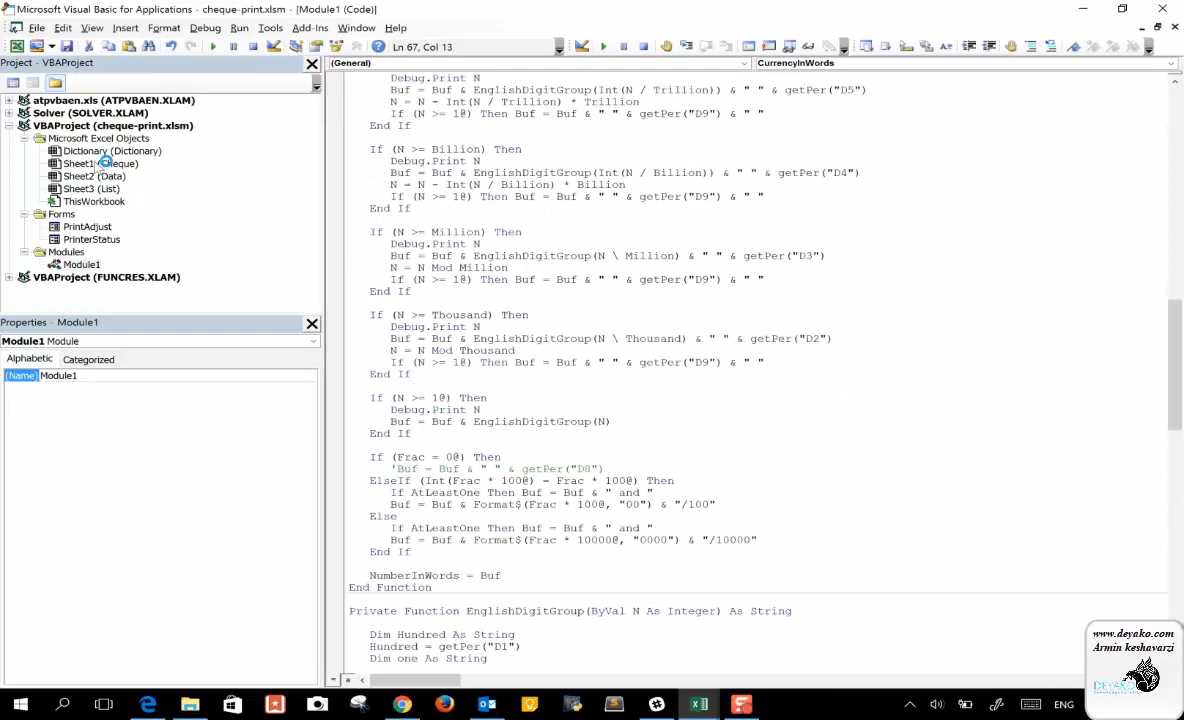 Microsoft Visual Basic for Applications - cheque-print.xlsm - [Module1 (Code)]
File Edit View Insert Format Debug Run Tools Add-Ins Window Help
Ln 67, Col 13
Project - VBAProject
atpvbaen.xls (ATPVBAEN.XLAM)
Solver (SOLVER.XLAM)
VBAProject (cheque-print.xlsm)
Microsoft Excel Objects
Dictionary (Dictionary)
Sheet1 (Cheque)
Sheet2 (Data)
Sheet3 (List)
ThisWorkbook
Forms
PrintAdjust
PrinterStatus
Modules
Module1
VBAProject (FUNCRES.XLAM)
Properties - Module1
Module1 Module
Alphabetic Categorized
(Name) Module1
(General) CurrencyInWords
Debug.Print N
Buf = Buf & EnglishDigitGroup(Int(N / Trillion)) & " " & getPer("D5")
N = N - Int(N / Trillion) * Trillion
If (N >= 1@) Then Buf = Buf & " " & getPer("D9") & " "
End If
If (N >= Billion) Then
Debug.Print N
Buf = Buf & EnglishDigitGroup(Int(N / Billion)) & " " & getPer("D4")
N = N - Int(N / Billion) * Billion
If (N >= 1@) Then Buf = Buf & " " & getPer("D9") & " "
End If
If (N >= Million) Then
Debug.Print N
Buf = Buf & EnglishDigitGroup(N \ Million) & " " & getPer("D3")
N = N Mod Million
If (N >= 1@) Then Buf = Buf & " " & getPer("D9") & " "
End If
If (N >= Thousand) Then
Debug.Print N
Buf = Buf & EnglishDigitGroup(N \ Thousand) & " " & getPer("D2")
N = N Mod Thousand
If (N >= 1@) Then Buf = Buf & " " & getPer("D9") & " "
End If
If (N >= 1@) Then
Debug.Print N
Buf = Buf & EnglishDigitGroup(N)
End If
If (Frac = 0@) Then
'Buf = Buf & " " & getPer("D8")
ElseIf (Int(Frac * 100@) = Frac * 100@) Then
If AtLeastOne Then Buf = Buf & " and "
Buf = Buf & Format$(Frac * 100@, "00") & "/100"
Else
If AtLeastOne Then Buf = Buf & " and "
Buf = Buf & Format$(Frac * 10000@, "0000") & "/10000"
End If
NumberInWords = Buf
End Function
Private Function EnglishDigitGroup(ByVal N As Integer) As String
Dim Hundred As String
Hundred = getPer("D1")
Dim one As String
www.deyako.com
Armin keshavarzi
DEYAKO
ENG